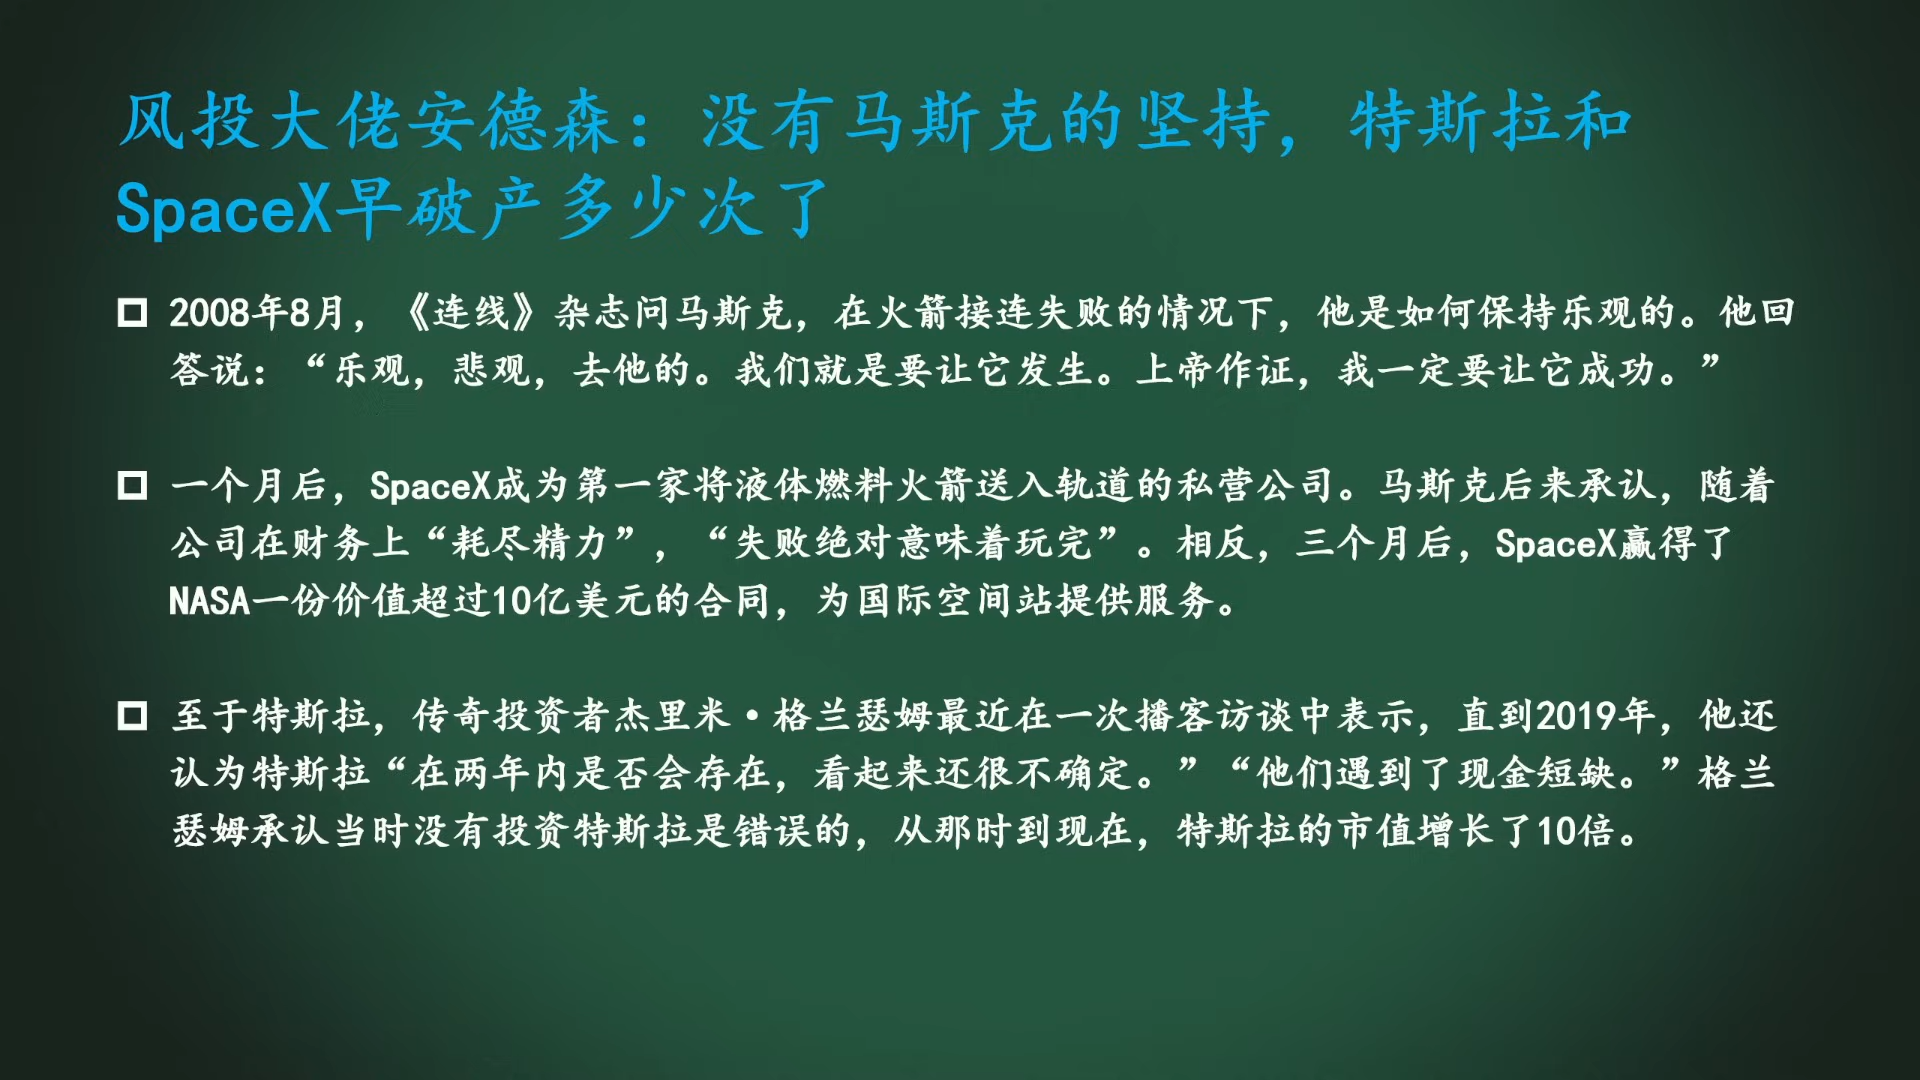 风投大佬安德森：没有马斯克的坚持，特斯拉和
SpaceX早破产多少次了
2008年8月，《连线》杂志问马斯克，在火箭接连失败的情况下，他是如何保持乐观的。他回
答说：“乐观，悲观，去他的。我们就是要让它发生。上帝作证，我一定要让它成功。”
一个月后，SpaceX成为第一家将液体燃料火箭送入轨道的私营公司。马斯克后来承认，随着
公司在财务上“耗尽精力”，“失败绝对意味着玩完”。相反，三个月后，SpaceX赢得了
NASA一份价值超过10亿美元的合同，为国际空间站提供服务。
至于特斯拉，传奇投资者杰里米·格兰瑟姆最近在一次播客访谈中表示，直到2019年，他还
认为特斯拉“在两年内是否会存在，看起来还很不确定。”“他们遇到了现金短缺。”格兰
瑟姆承认当时没有投资特斯拉是错误的，从那时到现在，特斯拉的市值增长了10倍。